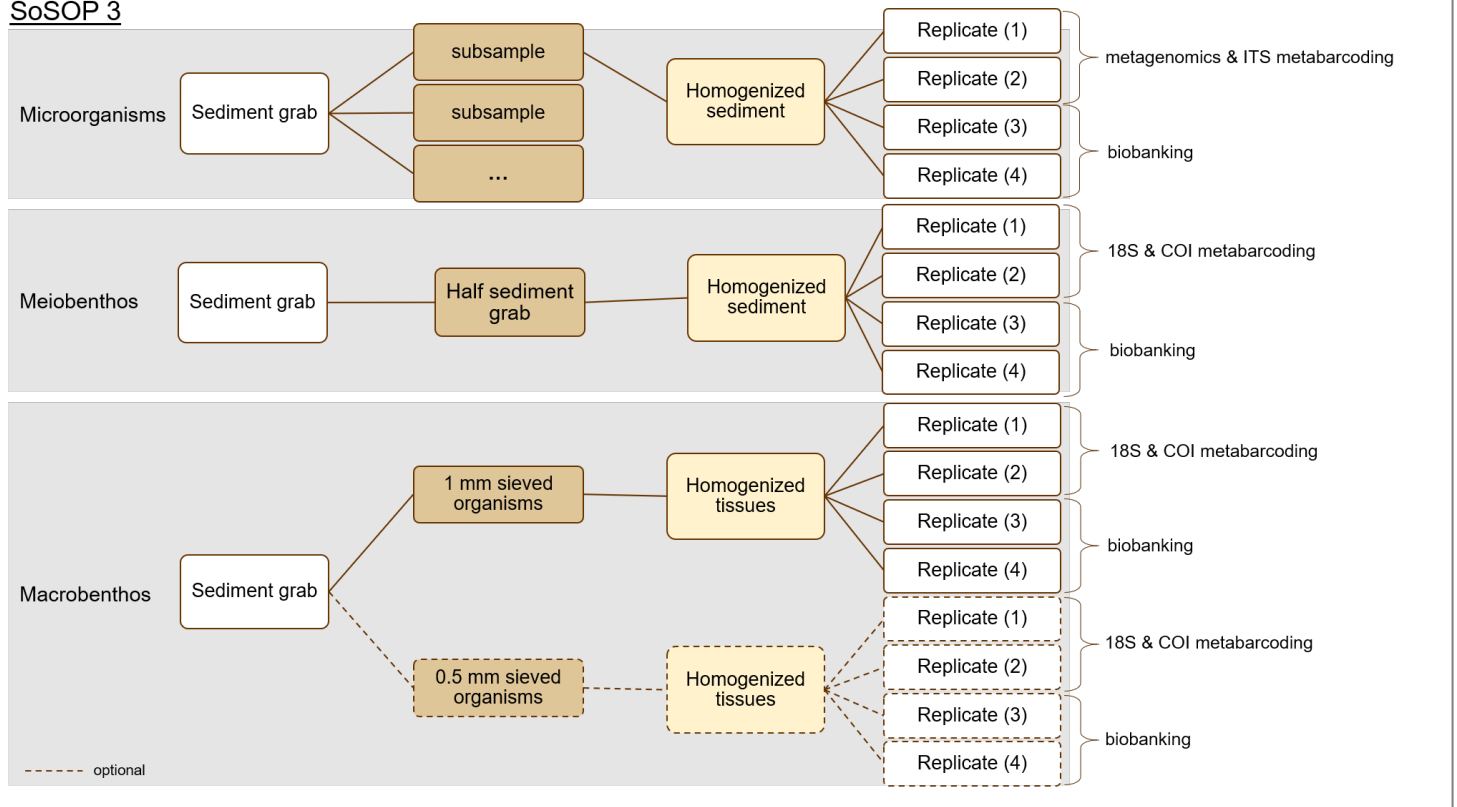 SoSOP 3
Microorganisms
Sediment grab
subsample
subsample
...
Homogenized
sediment
Replicate (1)
Replicate (2)
Replicate (3)
Replicate (4)
metagenomics & ITS metabarcoding
biobanking
Meiobenthos
Sediment grab
Half sediment
grab
Homogenized
sediment
Replicate (1)
Replicate (2)
Replicate (3)
Replicate (4)
18S & COI metabarcoding
biobanking
Macrobenthos
Sediment grab
1 mm sieved
organisms
Homogenized
tissues
Replicate (1)
Replicate (2)
Replicate (3)
Replicate (4)
18S & COI metabarcoding
biobanking
0.5 mm sieved
organisms
Homogenized
tissues
Replicate (1)
Replicate (2)
Replicate (3)
Replicate (4)
18S & COI metabarcoding
biobanking
optional